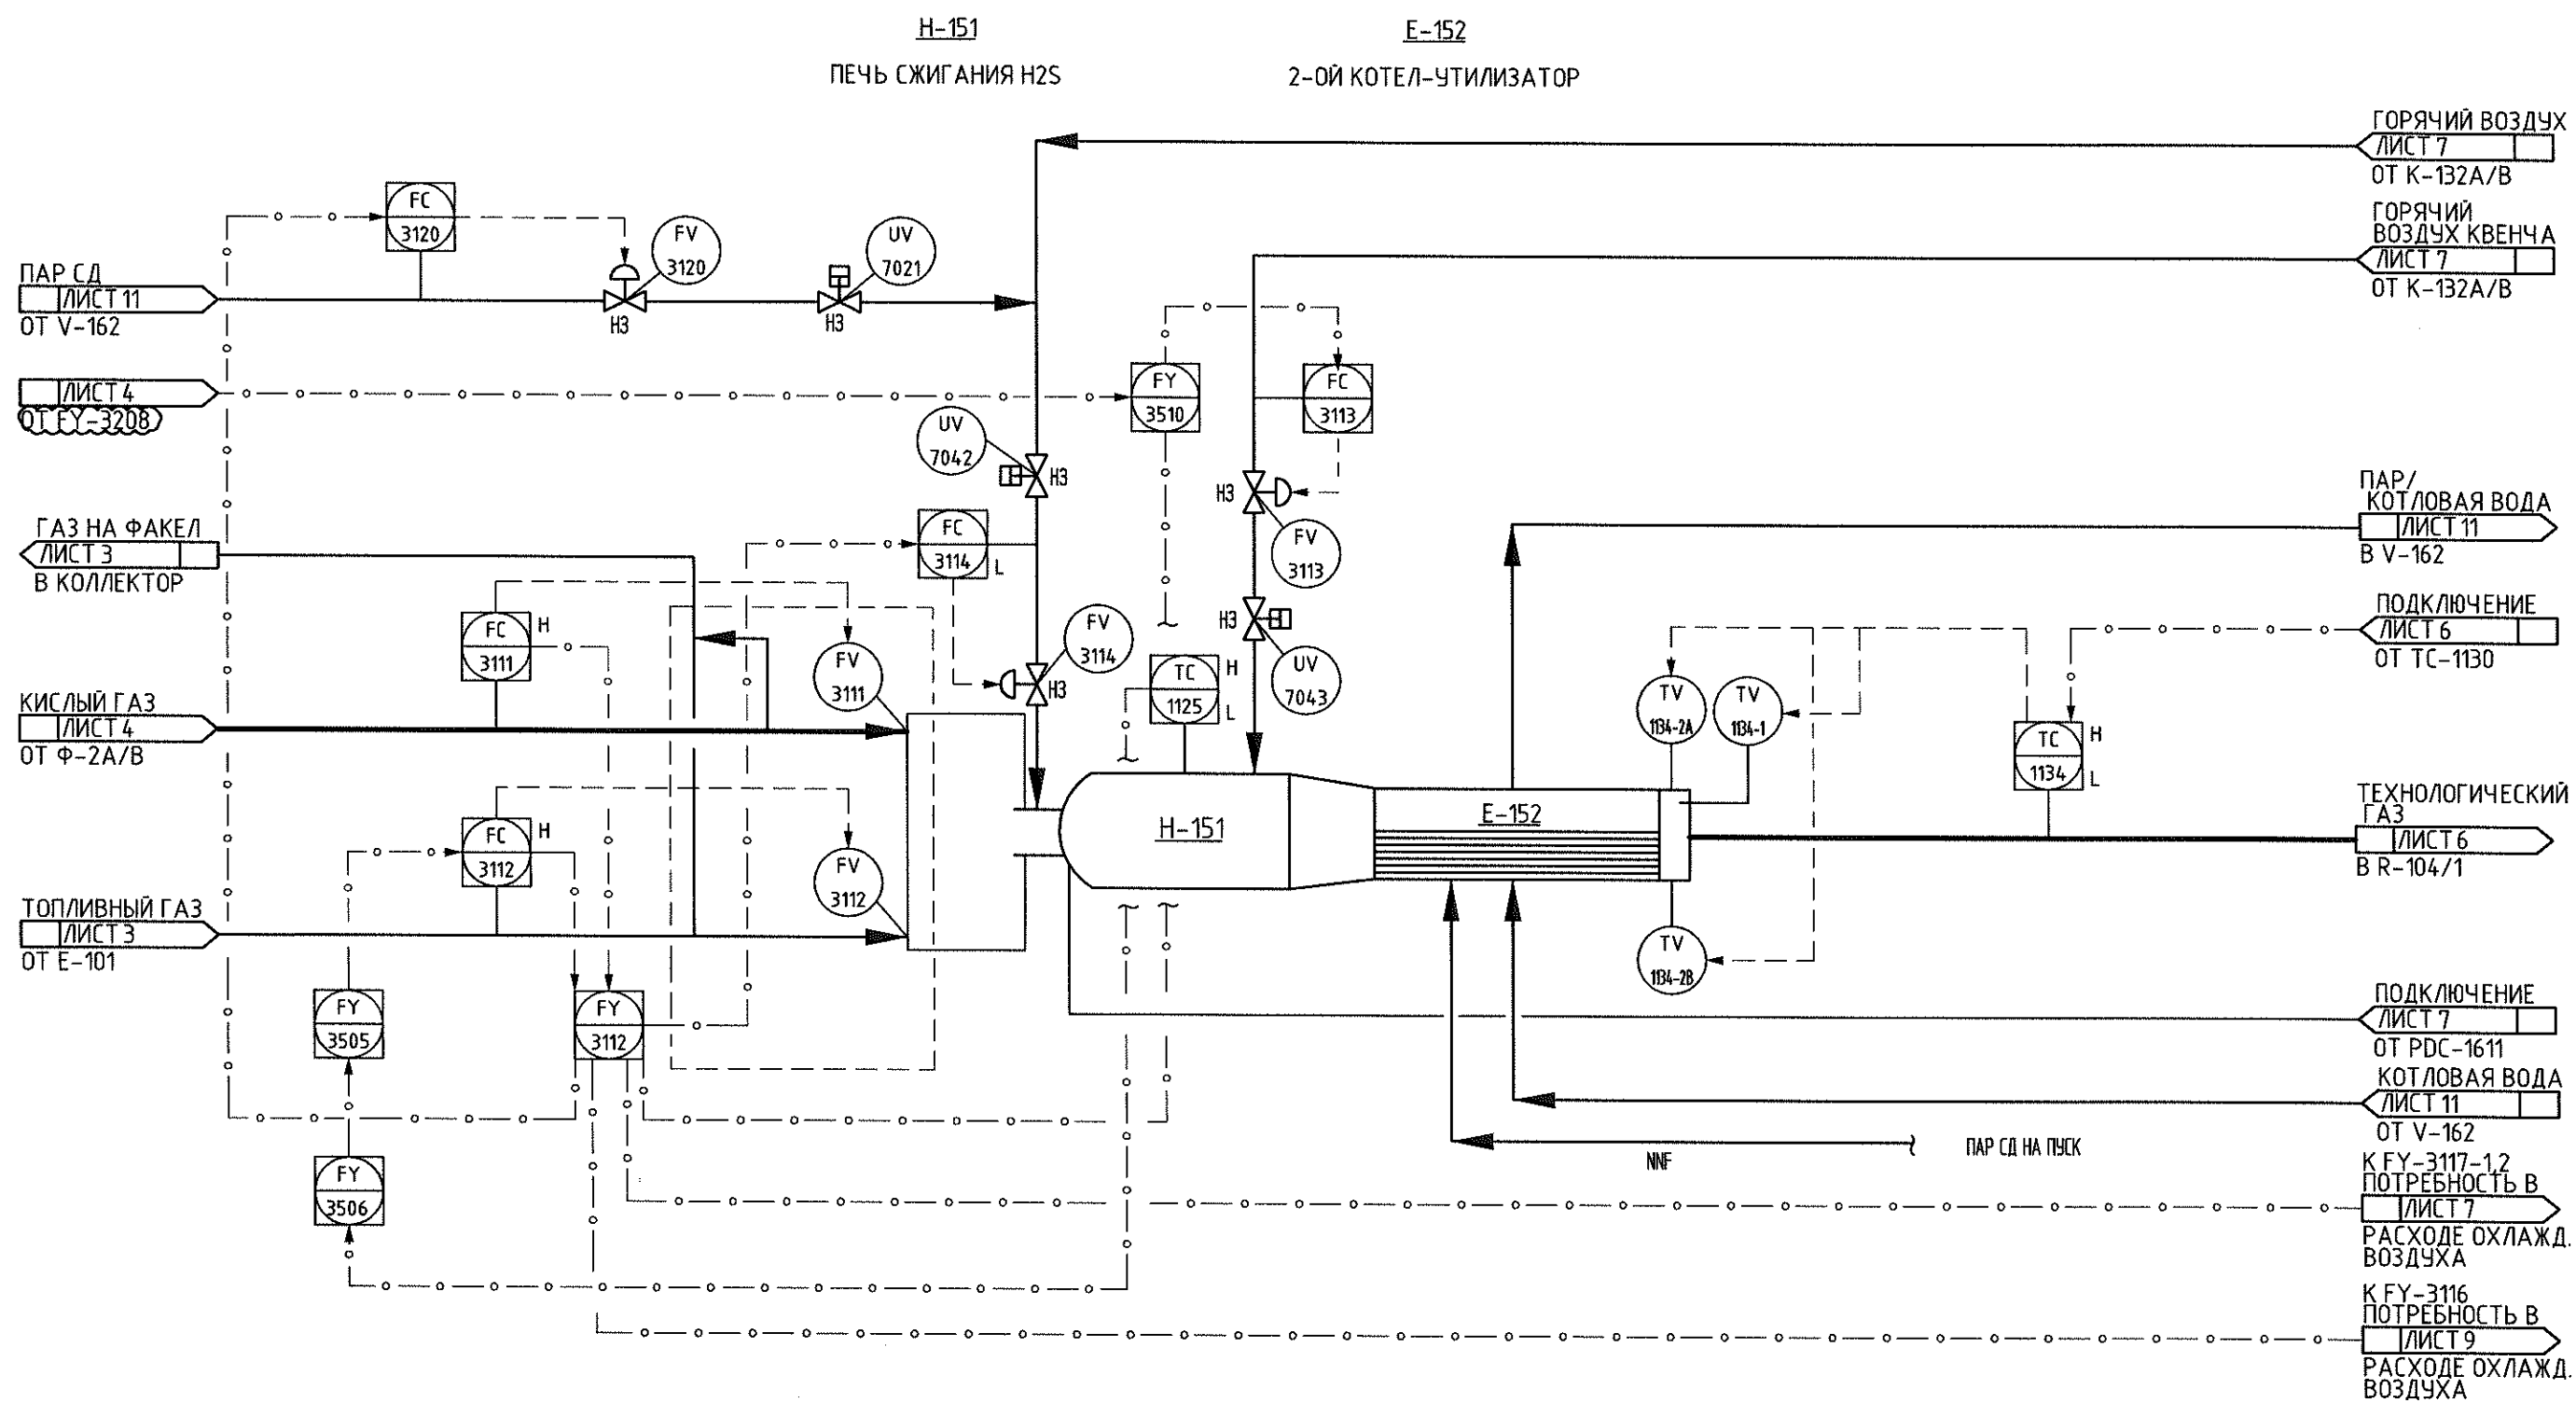 Н-151
ПЕЧЬ СЖИГАНИЯ H2S
Е-152
2-ОЙ КОТЕЛ-УТИЛИЗАТОР
ПАР СД
ЛИСТ 11
ОТ V-162
ЛИСТ 4
ОТ FY-3208
ГАЗ НА ФАКЕЛ
ЛИСТ 3
В КОЛЛЕКТОР
КИСЛЫЙ ГАЗ
ЛИСТ 4
ОТ Ф-2А/В
ТОПЛИВНЫЙ ГАЗ
ЛИСТ 3
ОТ Е-101
FC
3120
FV
3120
НЗ
UV
7021
НЗ
UV
7042
НЗ
FC
3114
L
FV
3114
НЗ
FC
3111
H
FV
3111
FC
3112
H
FV
3112
FY
3505
FY
3506
FY
3112
FY
3510
FC
3113
НЗ
FV
3113
НЗ
UV
7043
TC
1125
H
L
Н-151
Е-152
TV
1134-2A
TV
1134-1
TV
1134-2B
TC
1134
H
L
NNF
ПАР СД НА ПУСК
ГОРЯЧИЙ ВОЗДУХ
ЛИСТ 7
ОТ К-132А/В
ГОРЯЧИЙ
ВОЗДУХ КВЕНЧА
ЛИСТ 7
ОТ К-132А/В
ПАР/
КОТЛОВАЯ ВОДА
ЛИСТ 11
В V-162
ПОДКЛЮЧЕНИЕ
ЛИСТ 6
ОТ ТС-1130
ТЕХНОЛОГИЧЕСКИЙ
ГАЗ
ЛИСТ 6
В R-104/1
ПОДКЛЮЧЕНИЕ
ЛИСТ 7
ОТ PDC-1611
КОТЛОВАЯ ВОДА
ЛИСТ 11
ОТ V-162
К FY-3117-1,2
ПОТРЕБНОСТЬ В
ЛИСТ 7
РАСХОДЕ ОХЛАЖД.
ВОЗДУХА
К FY-3116
ПОТРЕБНОСТЬ В
ЛИСТ 9
РАСХОДЕ ОХЛАЖД.
ВОЗДУХА